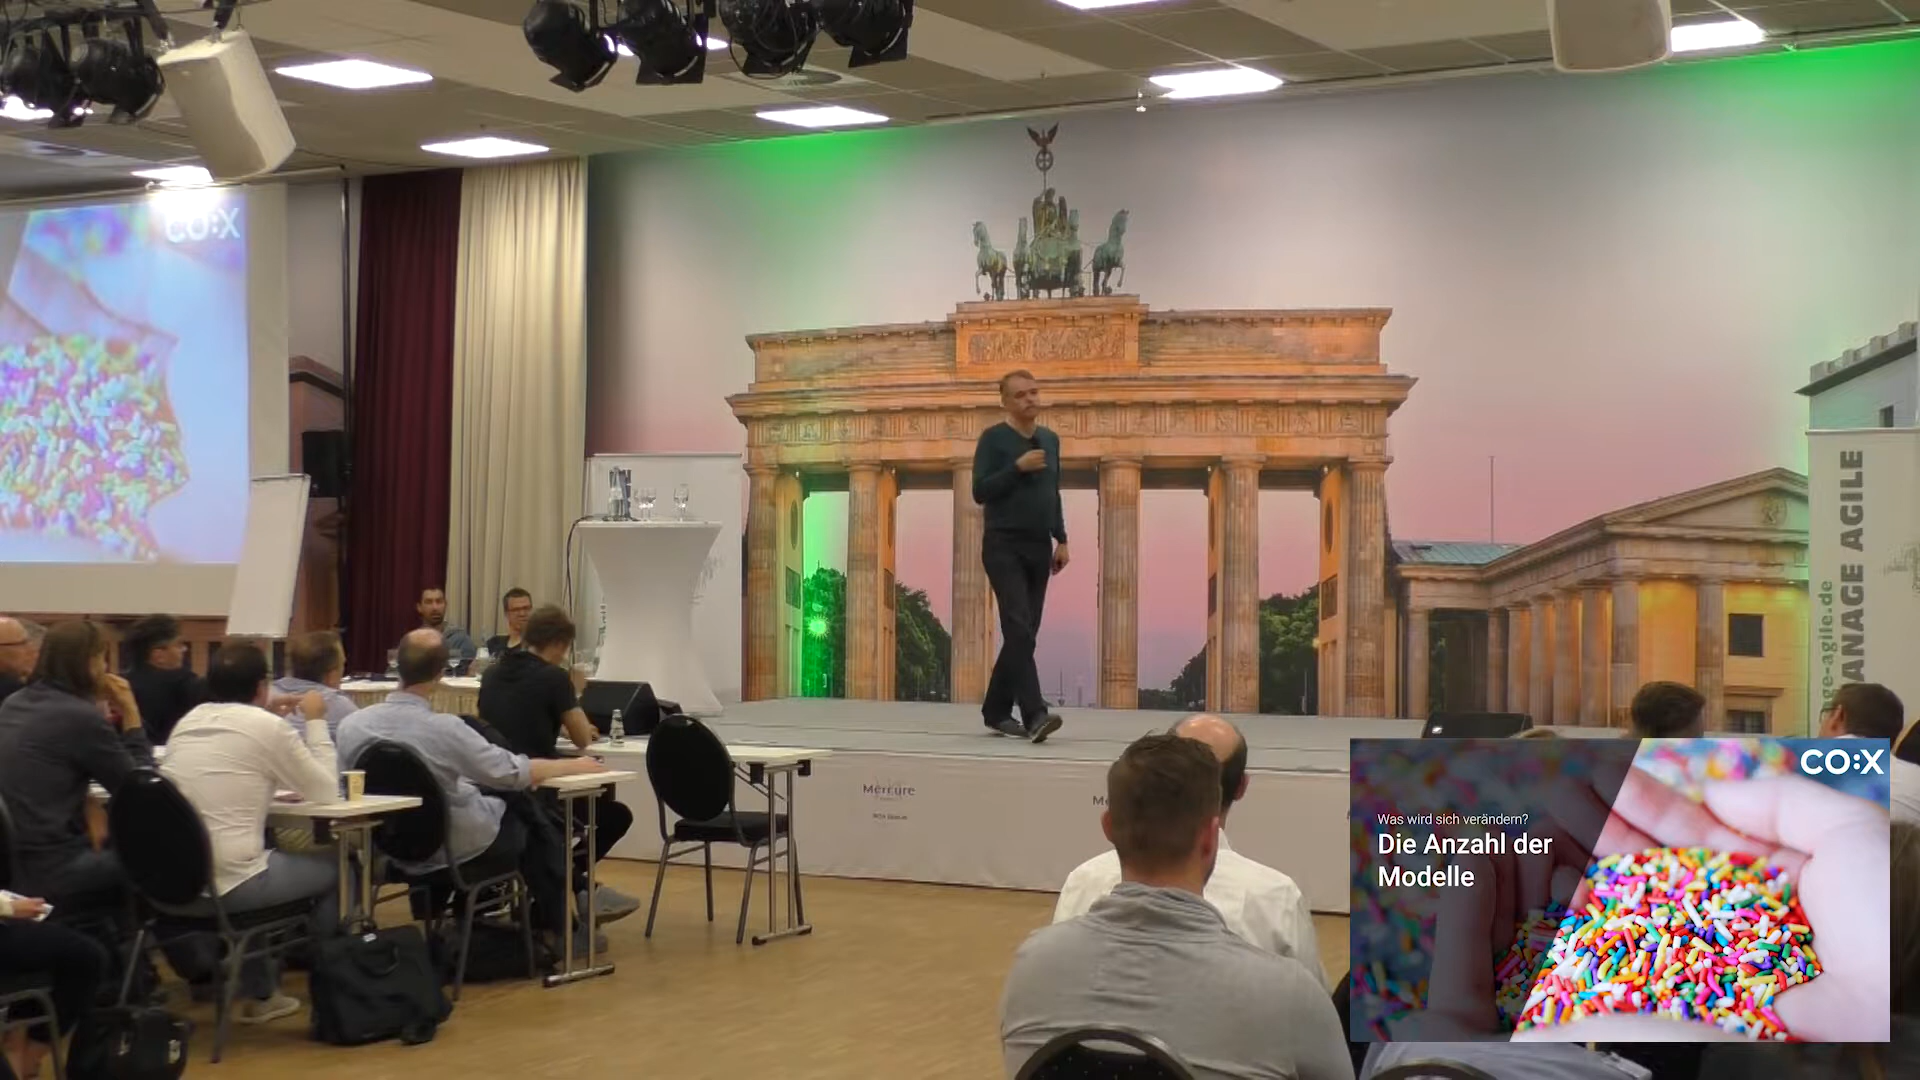 CO:X
MANAGE AGILE
ge-agile.de
Mercure
CO:X
Was wird sich verändern?
Die Anzahl der
Modelle